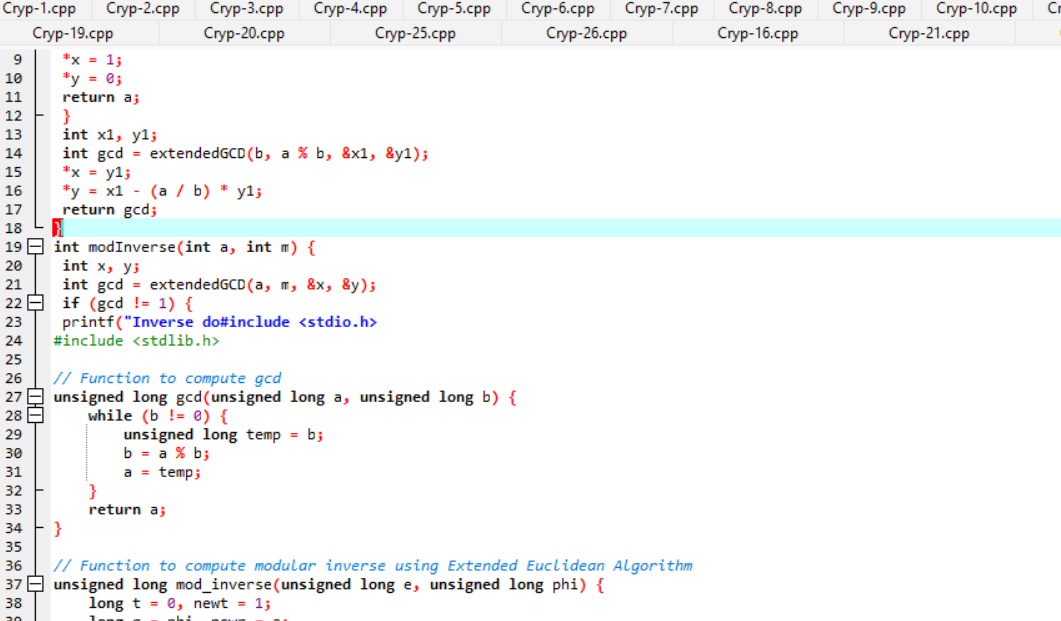 Cryp-1.cpp Cryp-2.cpp Cryp-3.cpp Cryp-4.cpp Cryp-5.cpp Cryp-6.cpp Cryp-7.cpp Cryp-8.cpp Cryp-9.cpp Cryp-10.cpp
Cryp-19.cpp Cryp-20.cpp Cryp-25.cpp Cryp-26.cpp Cryp-16.cpp Cryp-21.cpp
9 *x = 1;
10 *y = 0;
11 return a;
12 }
13 int x1, y1;
14 int gcd = extendedGCD(b, a % b, &x1, &y1);
15 *x = y1;
16 *y = x1 - (a / b) * y1;
17 return gcd;
18 }
19 int modInverse(int a, int m) {
20 int x, y;
21 int gcd = extendedGCD(a, m, &x, &y);
22 if (gcd != 1) {
23 printf("Inverse do#include <stdio.h>
24 #include <stdlib.h>
25
26 // Function to compute gcd
27 unsigned long gcd(unsigned long a, unsigned long b) {
28 while (b != 0) {
29 unsigned long temp = b;
30 b = a % b;
31 a = temp;
32 }
33 return a;
34 }
35
36 // Function to compute modular inverse using Extended Euclidean Algorithm
37 unsigned long mod_inverse(unsigned long e, unsigned long phi) {
38 long t = 0, newt = 1;